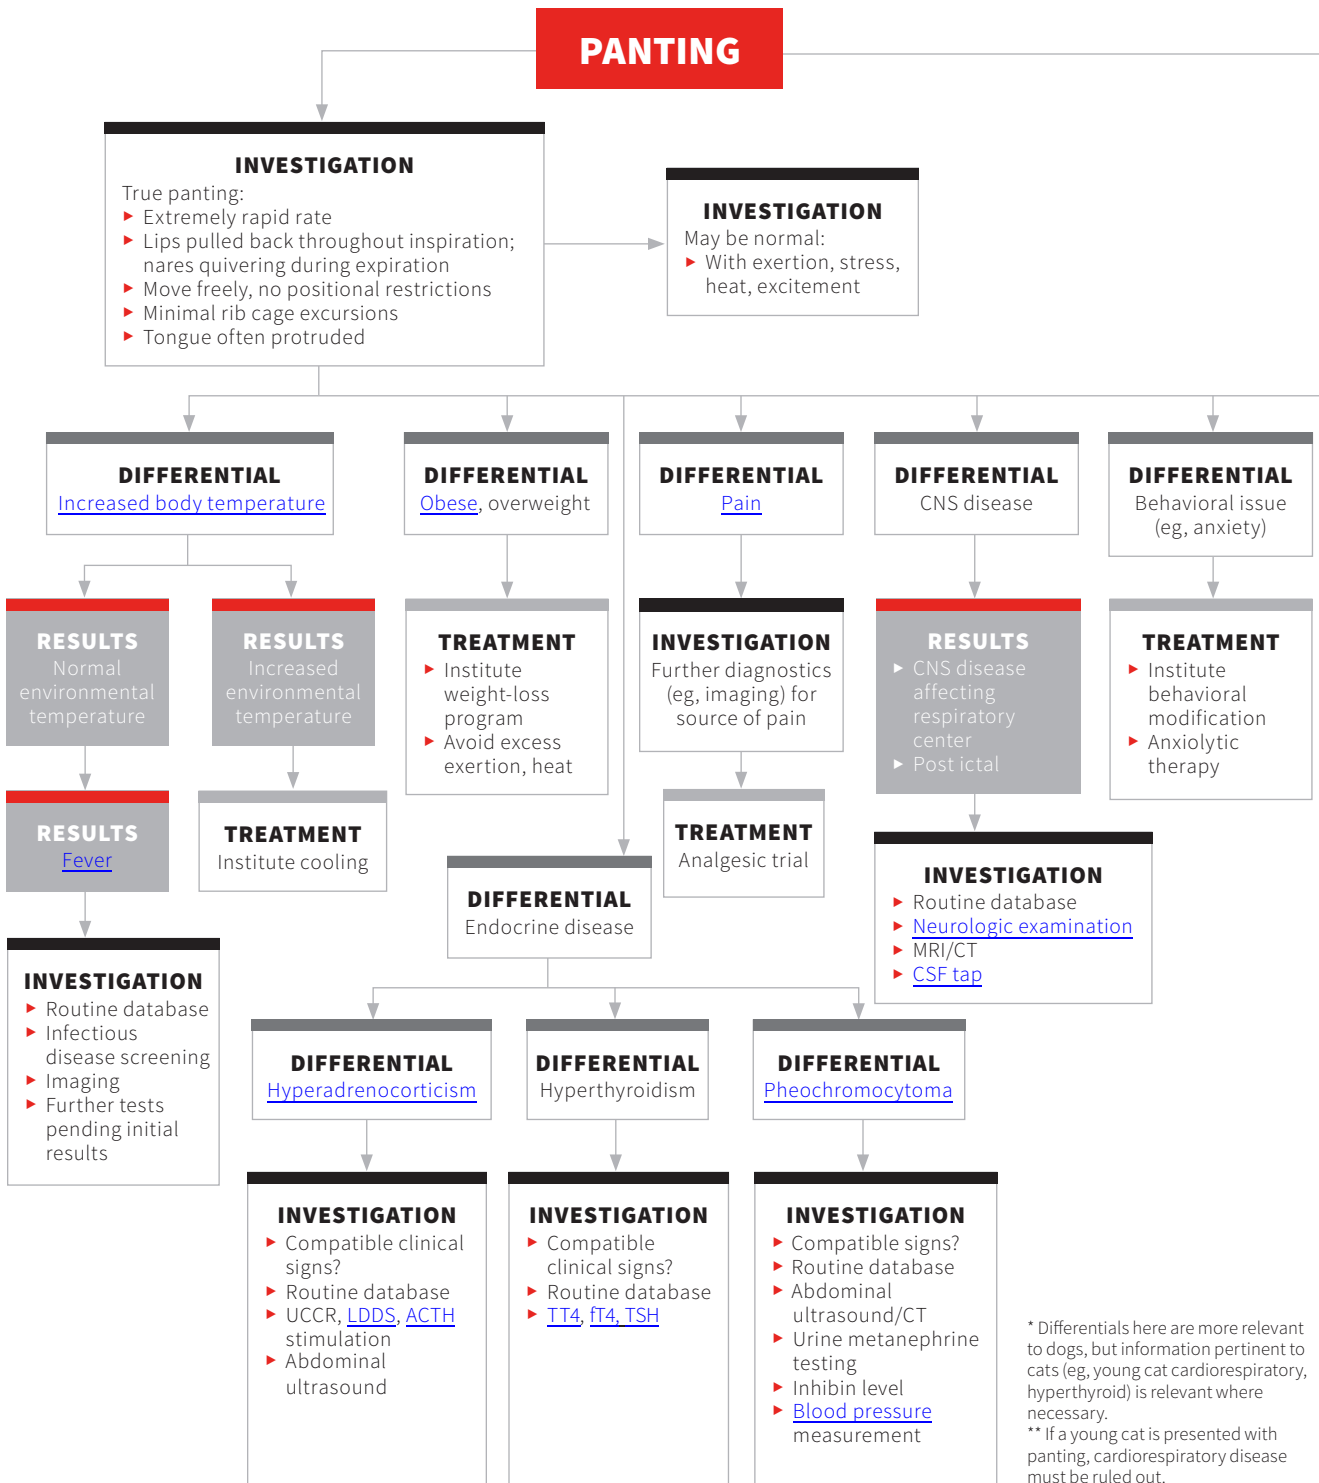 PANTING
INVESTIGATION
True panting:
► Extremely rapid rate
► Lips pulled back throughout inspiration;
nares quivering during expiration
► Move freely, no positional restrictions
► Minimal rib cage excursions
► Tongue often protruded
INVESTIGATION
May be normal:
► With exertion, stress,
heat, excitement
DIFFERENTIAL
Increased body temperature
DIFFERENTIAL
Obese, overweight
DIFFERENTIAL
Pain
DIFFERENTIAL
CNS disease
DIFFERENTIAL
Behavioral issue
(eg, anxiety)
RESULTS
Normal
environmental
temperature
RESULTS
Increased
environmental
temperature
TREATMENT
► Institute
weight-loss
program
► Avoid excess
exertion, heat
INVESTIGATION
Further diagnostics
(eg, imaging) for
source of pain
RESULTS
► CNS disease
affecting
respiratory
center
► Post ictal
TREATMENT
► Institute
behavioral
modification
► Anxiolytic
therapy
RESULTS
Fever
TREATMENT
Institute cooling
TREATMENT
Analgesic trial
INVESTIGATION
► Routine database
► Neurologic examination
► MRI/CT
► CSF tap
DIFFERENTIAL
Endocrine disease
INVESTIGATION
► Routine database
► Infectious
disease screening
► Imaging
► Further tests
pending initial
results
DIFFERENTIAL
Hyperadrenocorticism
DIFFERENTIAL
Hyperthyroidism
DIFFERENTIAL
Pheochromocytoma
INVESTIGATION
► Compatible clinical
signs?
► Routine database
► UCCR, LDDS, ACTH
stimulation
► Abdominal
ultrasound
INVESTIGATION
► Compatible
clinical signs?
► Routine database
► TT4, fT4, TSH
INVESTIGATION
► Compatible signs?
► Routine database
► Abdominal
ultrasound/CT
► Urine metanephrine
testing
► Inhibin level
► Blood pressure
measurement
* Differentials here are more relevant
to dogs, but information pertinent to
cats (eg, young cat cardiorespiratory,
hyperthyroid) is relevant where
necessary.
** If a young cat is presented with
panting, cardiorespiratory disease
must be ruled out.